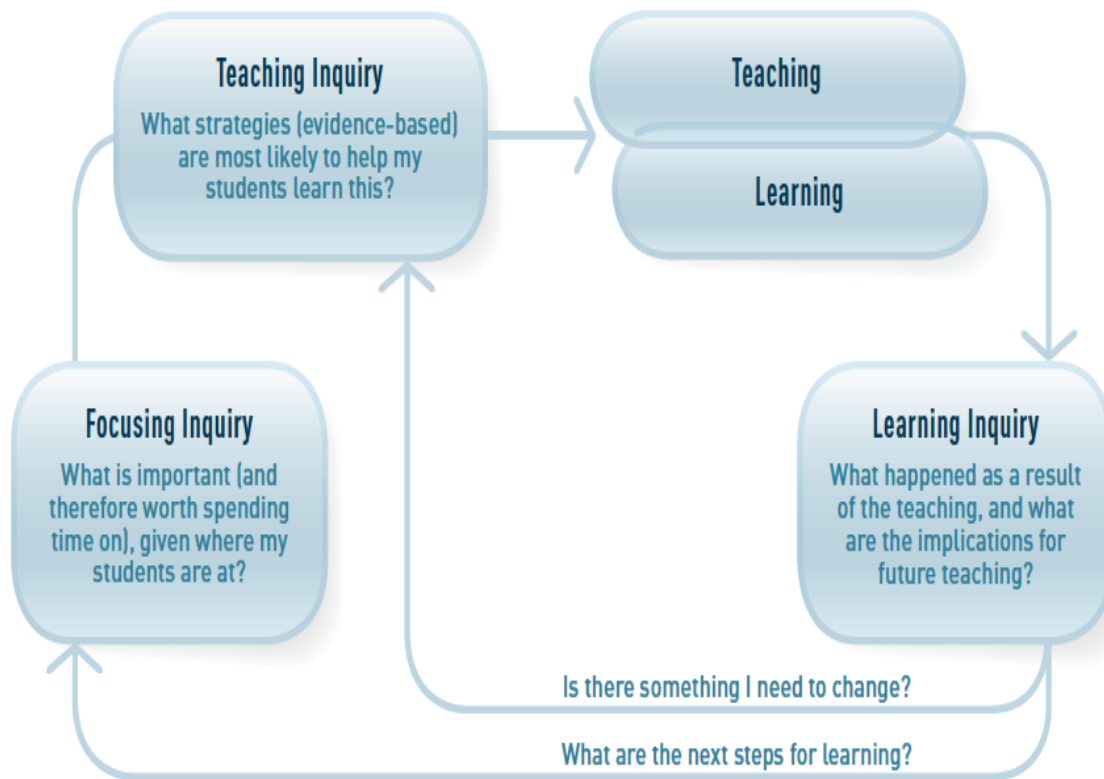 Teaching Inquiry
What strategies (evidence-based)
are most likely to help my
students learn this?
Teaching
Learning
Focusing Inquiry
What is important (and
therefore worth spending
time on), given where my
students are at?
Learning Inquiry
What happened as a result
of the teaching, and what
are the implications for
future teaching?
Is there something I need to change?
What are the next steps for learning?